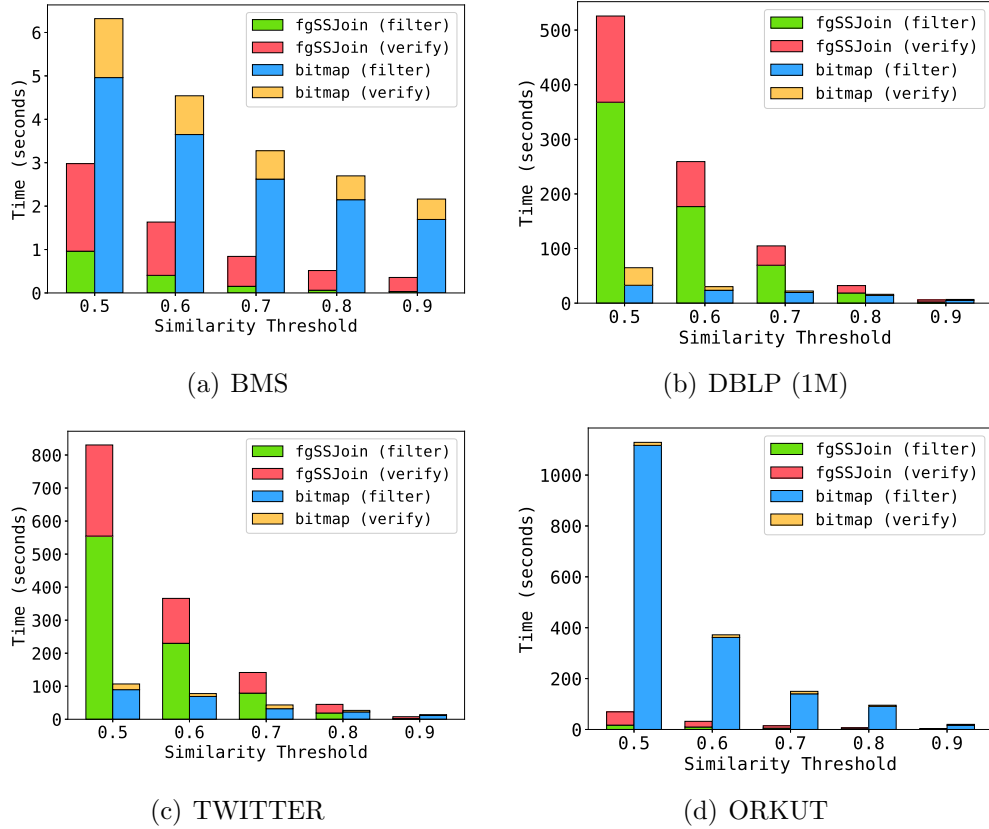 6
5
4
3
2
1
0
Time (seconds)
fgSSJoin (filter)
fgSSJoin (verify)
bitmap (filter)
bitmap (verify)
0.5 0.6 0.7 0.8 0.9
Similarity Threshold
(a) BMS
500
400
300
200
100
0
Time (seconds)
fgSSJoin (filter)
fgSSJoin (verify)
bitmap (filter)
bitmap (verify)
0.5 0.6 0.7 0.8 0.9
Similarity Threshold
(b) DBLP (1M)
800
700
600
500
400
300
200
100
0
Time (seconds)
fgSSJoin (filter)
fgSSJoin (verify)
bitmap (filter)
bitmap (verify)
0.5 0.6 0.7 0.8 0.9
Similarity Threshold
(c) TWITTER
1000
800
600
400
200
0
Time (seconds)
fgSSJoin (filter)
fgSSJoin (verify)
bitmap (filter)
bitmap (verify)
0.5 0.6 0.7 0.8 0.9
Similarity Threshold
(d) ORKUT